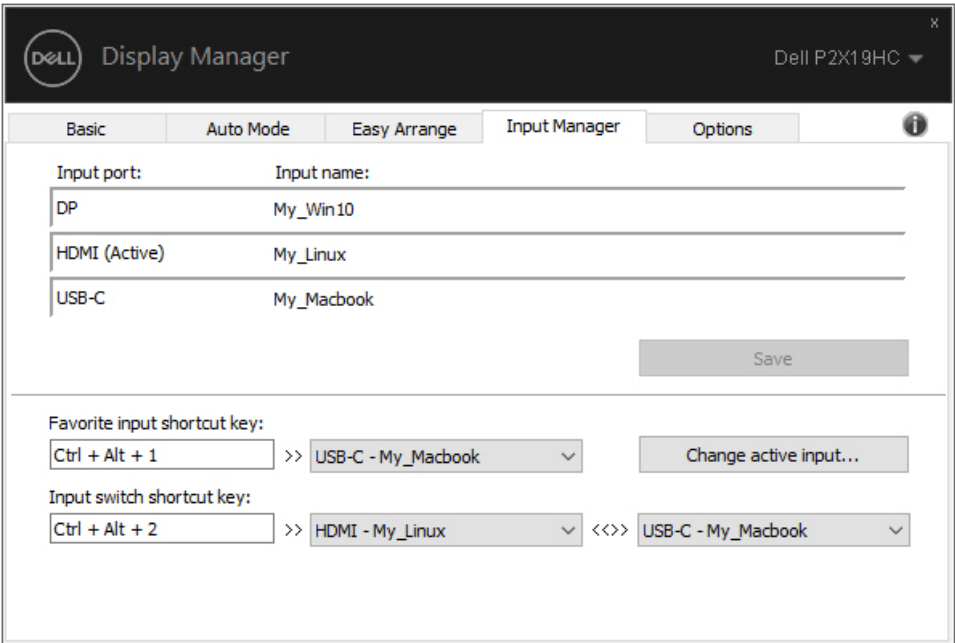 x
DELL Display Manager Dell P2X19HC
Basic Auto Mode Easy Arrange Input Manager Options i
Input port: Input name:
DP My_Win10
HDMI (Active) My_Linux
USB-C My_Macbook
Save
Favorite input shortcut key:
Ctrl + Alt + 1 >> USB-C - My_Macbook Change active input...
Input switch shortcut key:
Ctrl + Alt + 2 >> HDMI - My_Linux <<>> USB-C - My_Macbook